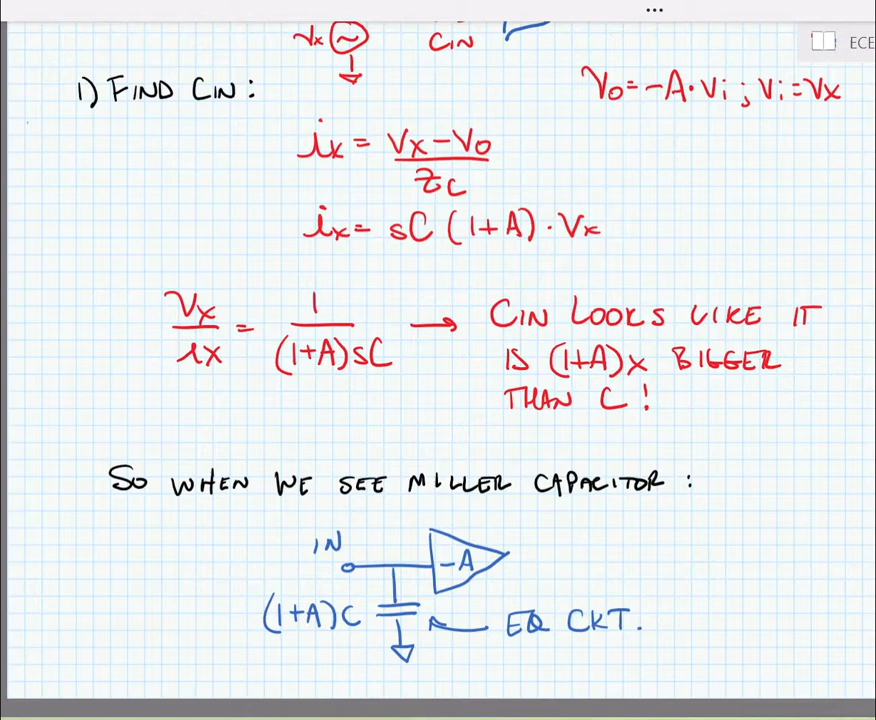 Vx
CIN
ECE
1) FIND CIN:
Vo=-A·Vi; Vi=Vx
ix = Vx-Vo
ZC
ix = sC (1+A)·Vx
Vx = 1 → CIN LOOKS LIKE IT
ix (1+A)sC IS (1+A)x BIGGER
THAN C!
SO WHEN WE SEE MILLER CAPACITOR:
IN
-A
(1+A)C
EQ CKT.